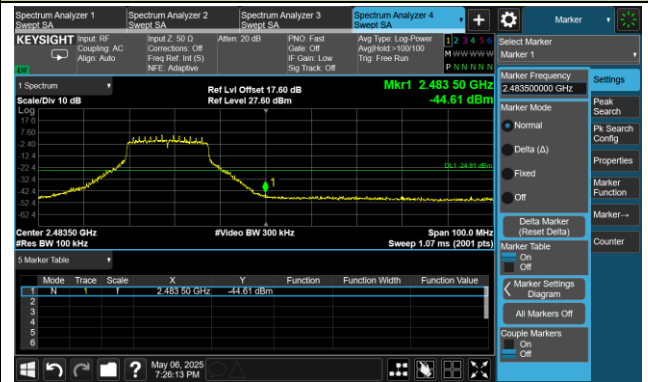 Spectrum Analyzer 1 Swept SA
Spectrum Analyzer 2 Swept SA
Spectrum Analyzer 3 Swept SA
Spectrum Analyzer 4 Swept SA
Marker
KEYSIGHT
Input: RF
Coupling: AC
Align: Auto
Input Z: 50 Ω
Corrections: Off
Freq Ref: Int (S)
NFE: Adaptive
Atten: 20 dB
PNO: Fast
Gate: Off
IF Gain: Low
Sig Track: Off
Avg Type: Log-Power
Avg|Hold >100/100
Trig: Free Run
1 2 3 4 5 6
M W W W W W
P N N N N N
Select Marker
Marker 1
1 Spectrum
Scale/Div 10 dB
Ref Lvl Offset 17.60 dB
Ref Level 27.60 dBm
Mkr1 2.483 50 GHz
-44.61 dBm
Log
17.6
7.60
-2.40
-12.4
-22.4
-32.4
-42.4
-52.4
-62.4
DL1 -24.81 dBm
1
Center 2.48350 GHz
#Res BW 100 kHz
#Video BW 300 kHz
Span 100.0 MHz
Sweep 1.07 ms (2001 pts)
5 Marker Table
Mode Trace Scale X Y Function Function Width Function Value
1 N 1 f 2.483 50 GHz -44.61 dBm
2
3
4
5
6
Marker Frequency
2.483500000 GHz
Marker Mode
Normal
Delta (Δ)
Fixed
Off
Delta Marker
(Reset Delta)
Marker Table
On
Off
Marker Settings
Diagram
All Markers Off
Couple Markers
On
Off
Settings
Peak
Search
Pk Search
Config
Properties
Marker
Function
Marker→
Counter
May 06, 2025
7:26:13 PM